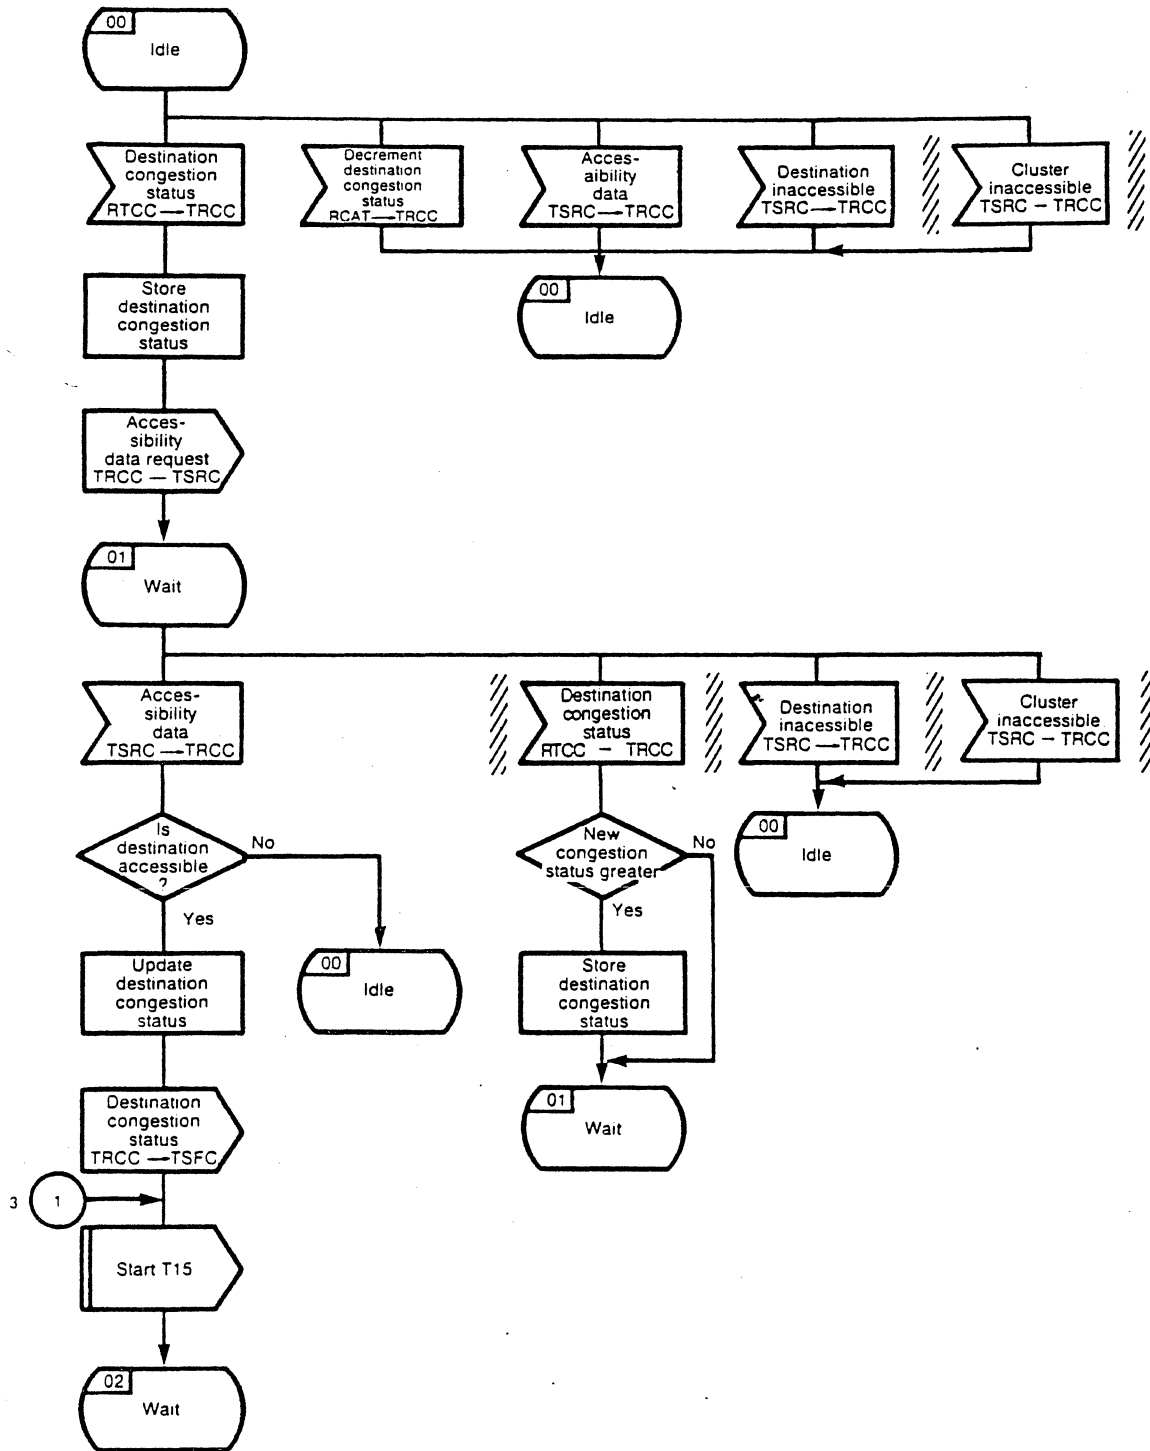 00
Idle
Destination
congestion
status
RTCC → TRCC
Decrement
destination
congestion
status
RCAT → TRCC
Acces-
aibility
data
TSRC → TRCC
Destination
inaccessible
TSRC → TRCC
Cluster
inaccessible
TSRC – TRCC
Store
destination
congestion
status
00
Idle
Acces-
sibility
data request
TRCC — TSRC
01
Wait
Acces-
sibility
data
TSRC → TRCC
Destination
congestion
status
RTCC – TRCC
Destination
inacessible
TSRC → TRCC
Cluster
inaccessible
TSRC – TRCC
Is
destination
accessible
?
No
Yes
New
congestion
status greater
No
Yes
00
Idle
Update
destination
congestion
status
00
Idle
Store
destination
congestion
status
Destination
congestion
status
TRCC → TSFC
01
Wait
3
1
Start T15
02
Wait